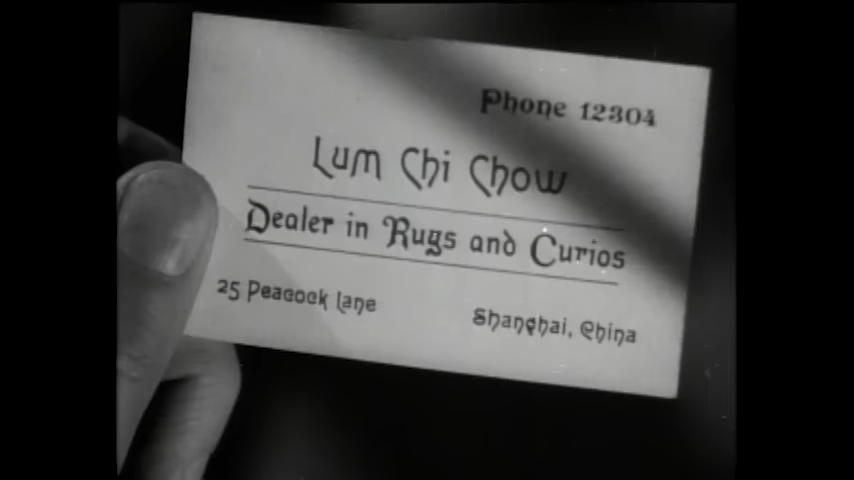 Phone 12304
Lum Chi Chow
Dealer in Rugs and Curios
25 Peacock Lane
Shanghai, China